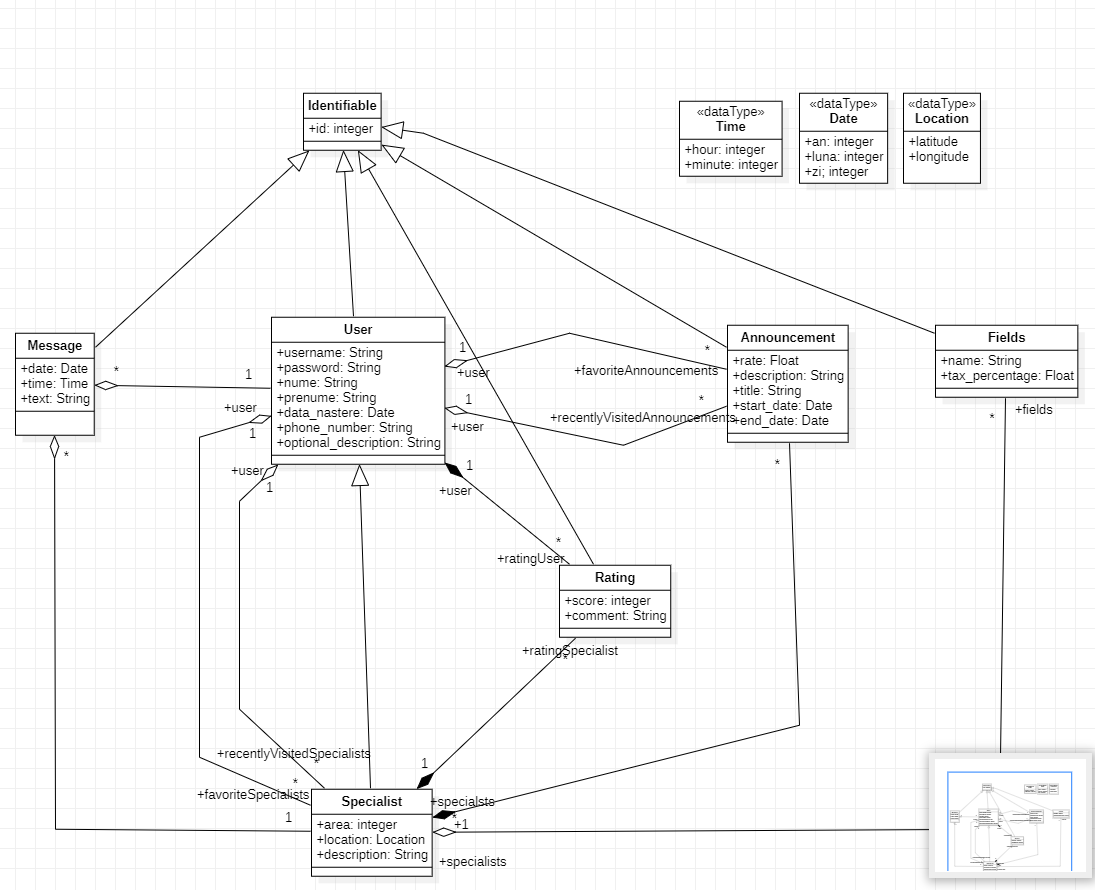 Identifiable
+id: integer
«dataType»
Time
+hour: integer
+minute: integer
«dataType»
Date
+an: integer
+luna: integer
+zi; integer
«dataType»
Location
+latitude
+longitude
Message
+date: Date
+time: Time
+text: String
*
1
*
User
+username: String
+password: String
+nume: String
+prenume: String
+data_nastere: Date
+phone_number: String
+optional_description: String
1
+user
*
+favoriteAnnouncements
1
+user
*
+recentlyVisitedAnnouncements
Announcement
+rate: Float
+description: String
+title: String
+start_date: Date
+end_date: Date
*
Fields
+name: String
+tax_percentage: Float
*
+fields
+user
1
+user
1
1
+user
*
+ratingUser
Rating
+score: integer
+comment: String
+ratingSpecialist
*
+recentlyVisitedSpecialists
*
*
+favoriteSpecialists
1
1
Specialist
+area: integer
+location: Location
+description: String
+specialsts
*
+1
+specialists